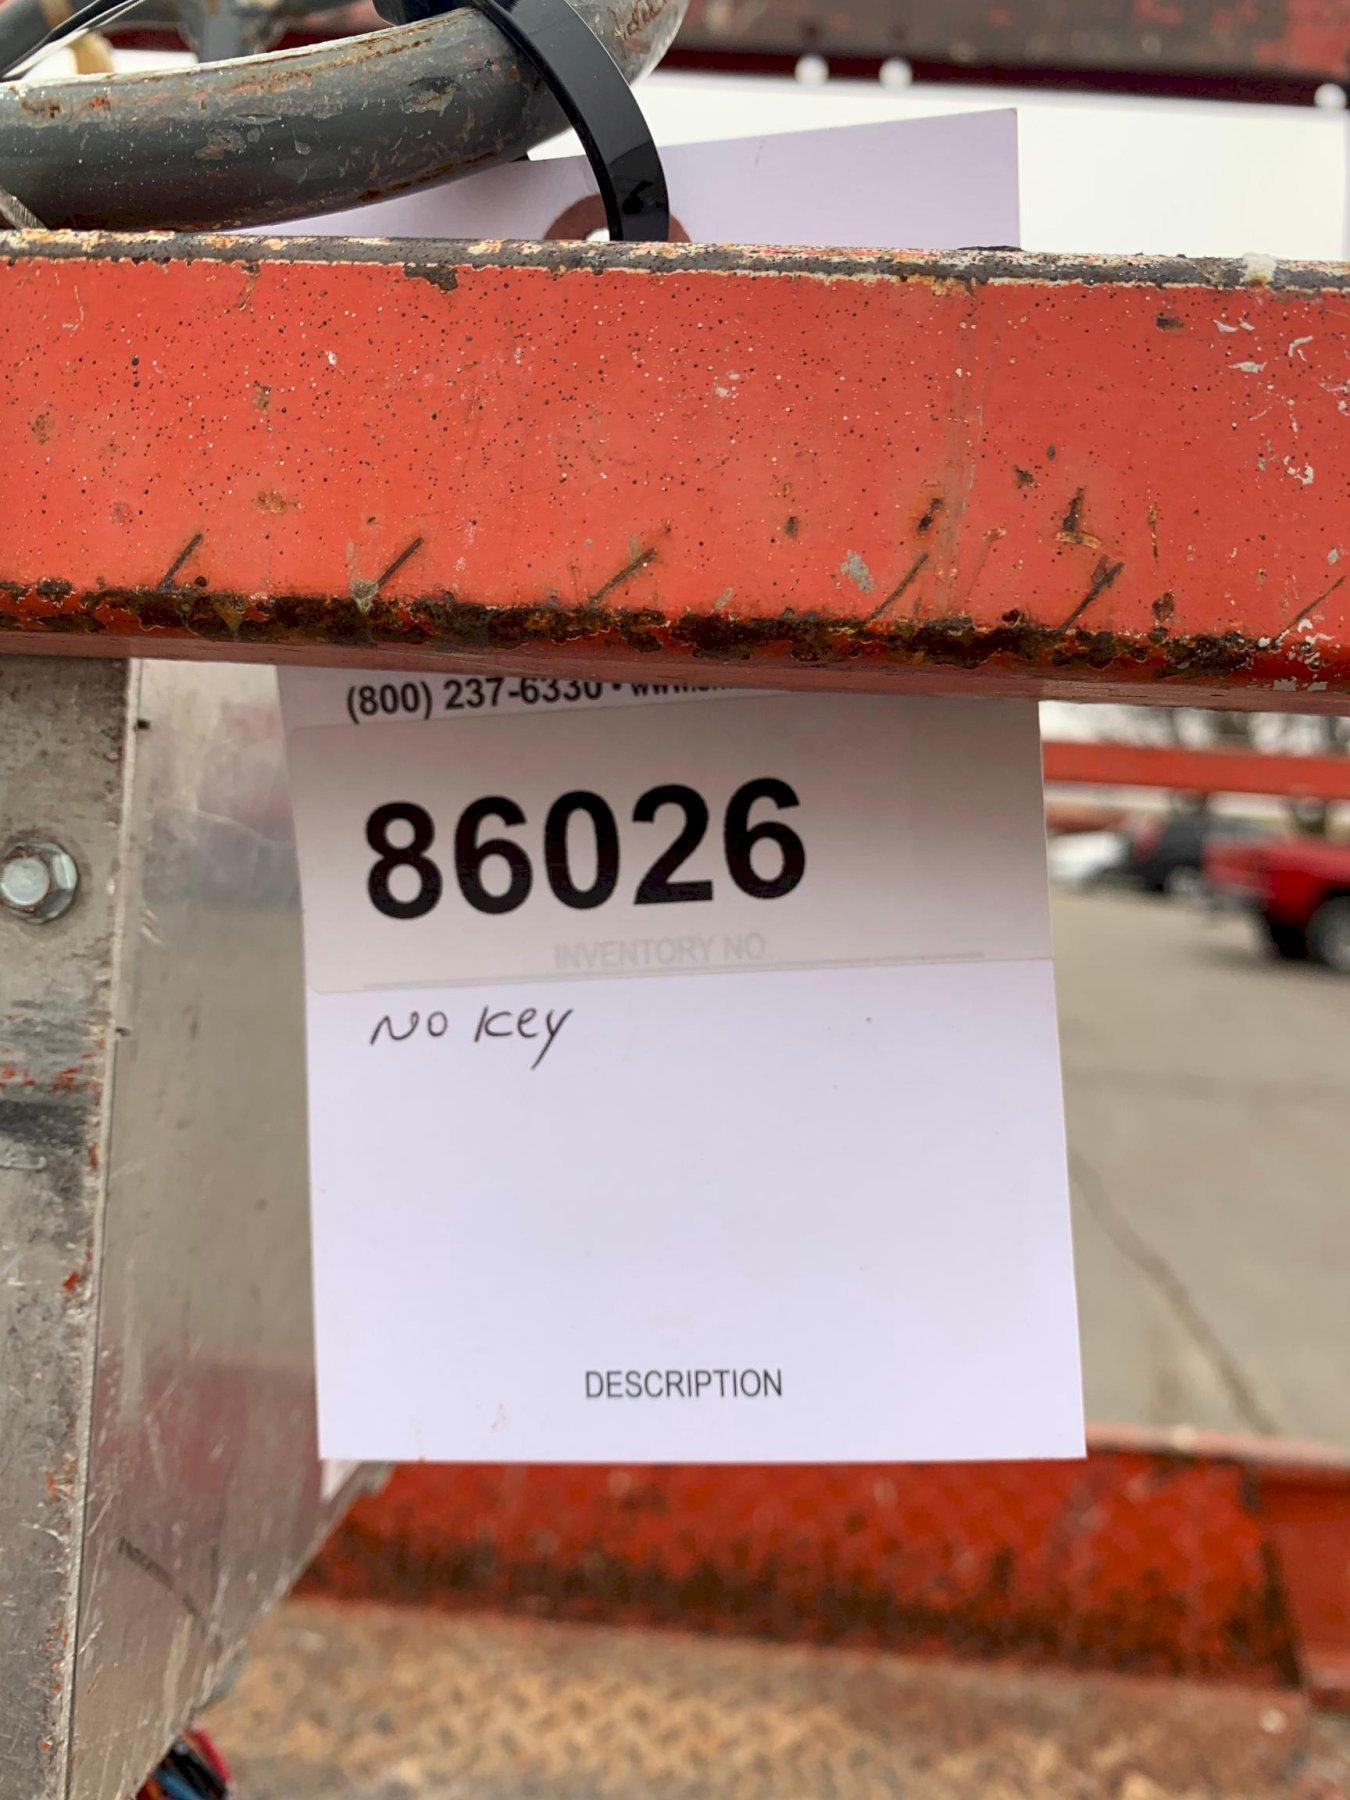 (800) 237-6330 •
86026
INVENTORY NO.
No Key
DESCRIPTION